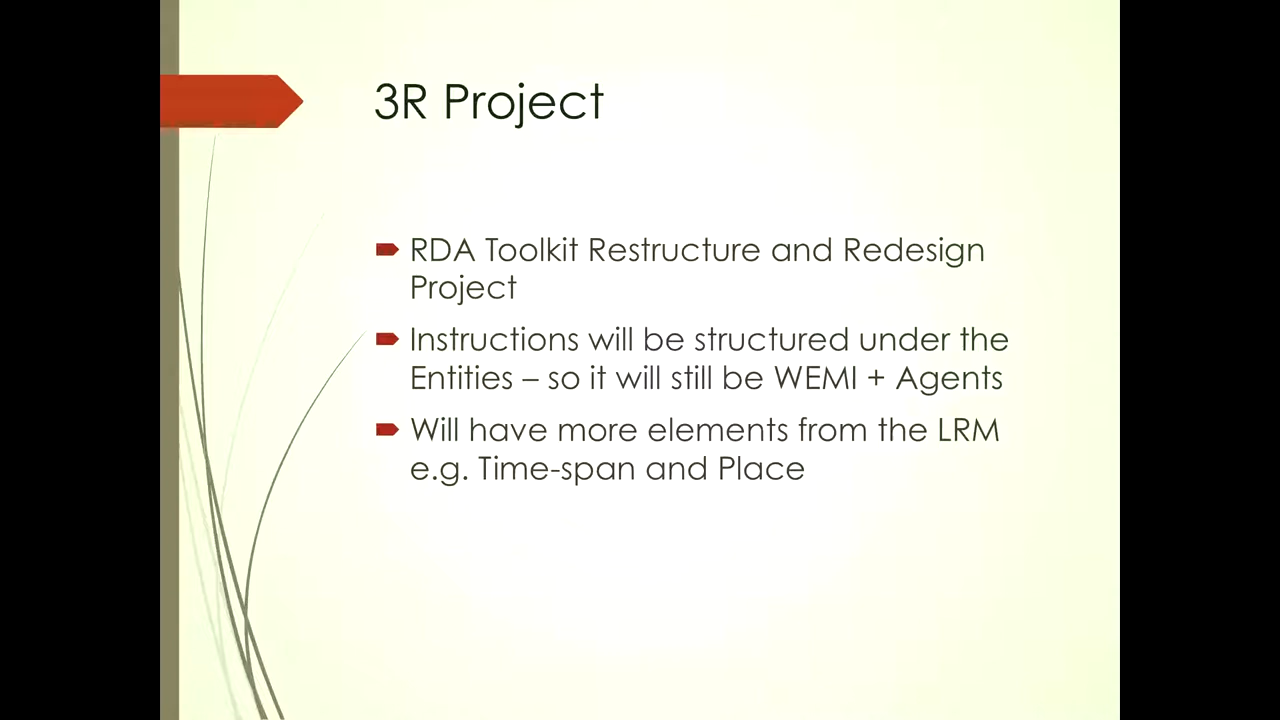 3R Project
RDA Toolkit Restructure and Redesign
Project
Instructions will be structured under the
Entities – so it will still be WEMI + Agents
Will have more elements from the LRM
e.g. Time-span and Place